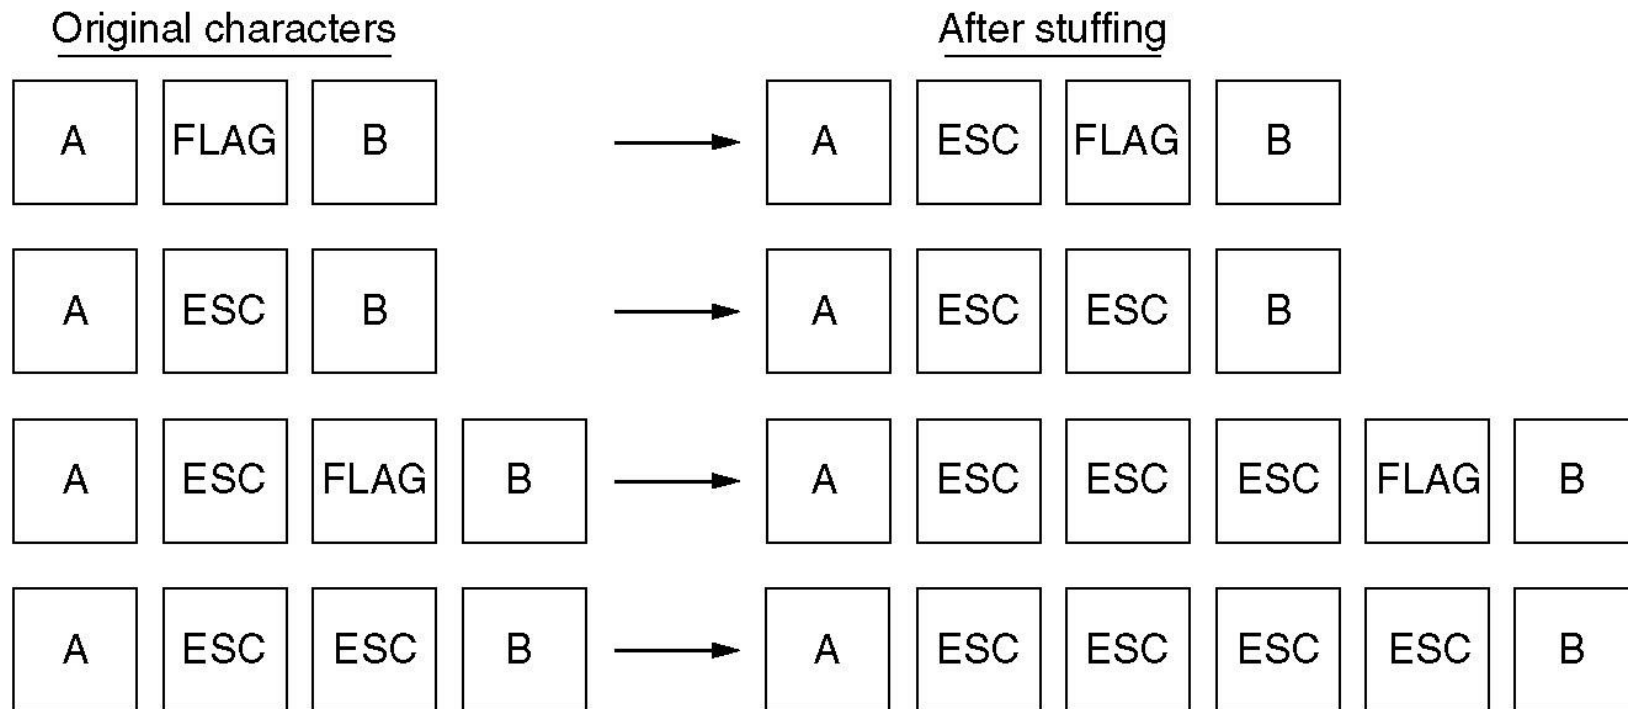 Original characters After stuffing
A FLAG B A ESC FLAG B
A ESC B A ESC ESC B
A ESC FLAG B A ESC ESC ESC FLAG B
A ESC ESC B A ESC ESC ESC ESC B